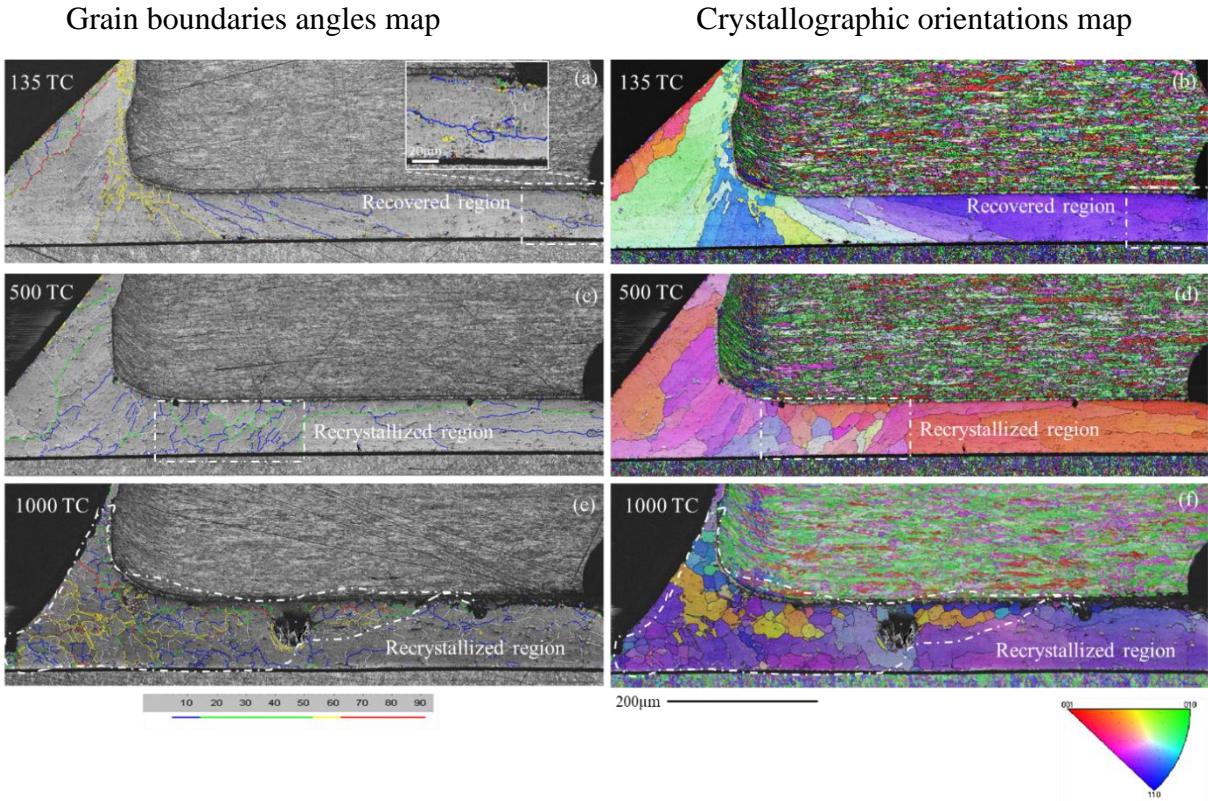 Grain boundaries angles map
Crystallographic orientations map
135 TC
(a)
20μm
Recovered region
135 TC
(b)
Recovered region
500 TC
(c)
Recrystallized region
500 TC
(d)
Recrystallized region
1000 TC
(e)
Recrystallized region
1000 TC
(f)
Recrystallized region
10 20 30 40 50 60 70 80 90
200μm
001
010
110